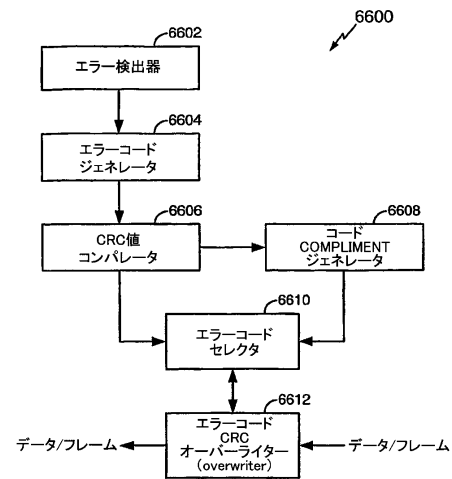 6600
6602
エラー検出器
6604
エラーコード
ジェネレータ
6606
CRC値
コンパレータ
6608
コード
COMPLIMENT
ジェネレータ
6610
エラーコード
セレクタ
6612
エラーコード
CRC
オーバーライター
(overwriter)
データ/フレーム
データ/フレーム